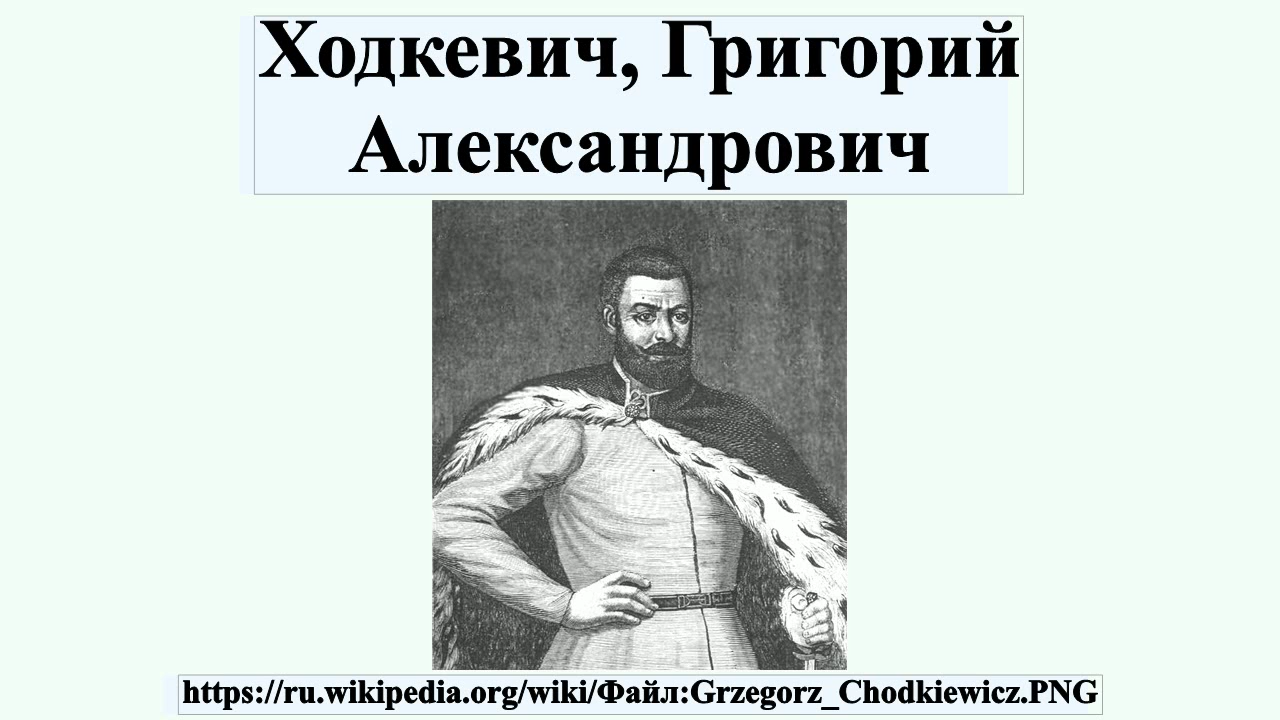 Ходкевич, Григорий
Александрович
https://ru.wikipedia.org/wiki/Файл:Grzegorz_Chodkiewicz.PNG